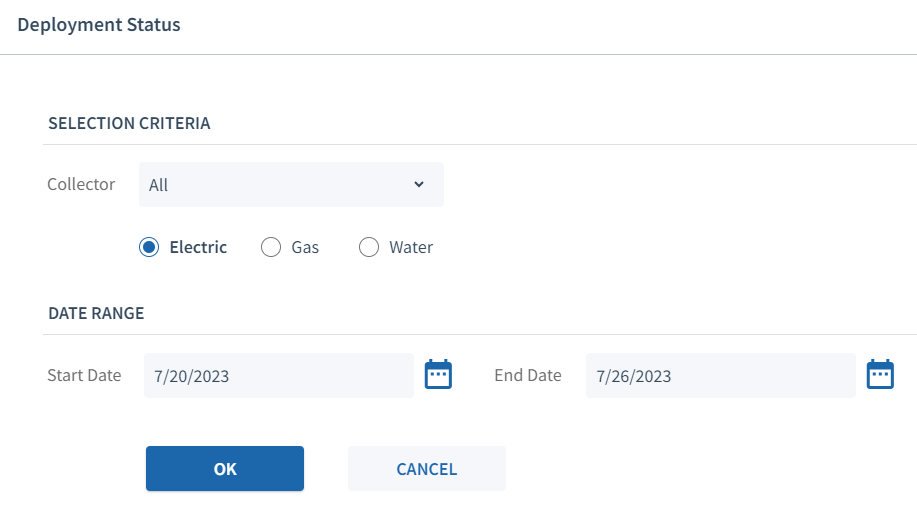 Deployment Status
SELECTION CRITERIA
Collector All
Electric Gas Water
DATE RANGE
Start Date 7/20/2023 End Date 7/26/2023
OK CANCEL